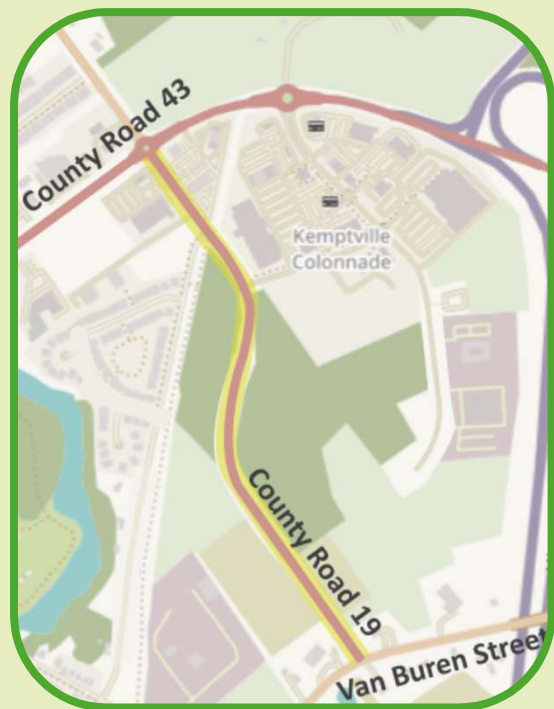 County Road 43
Kemptville
Colonnade
County Road 19
Van Buren Street